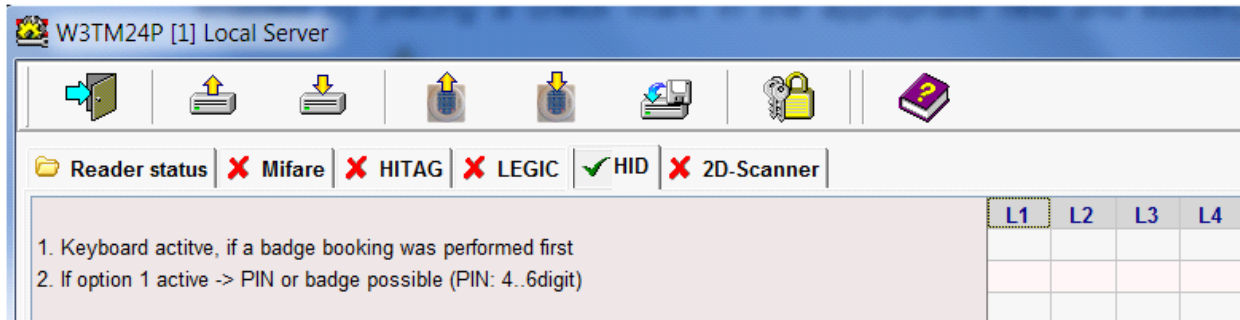 W3TM24P [1] Local Server
Reader status Mifare HITAG LEGIC HID 2D-Scanner
L1 L2 L3 L4
1. Keyboard actitve, if a badge booking was performed first
2. If option 1 active -> PIN or badge possible (PIN: 4..6digit)